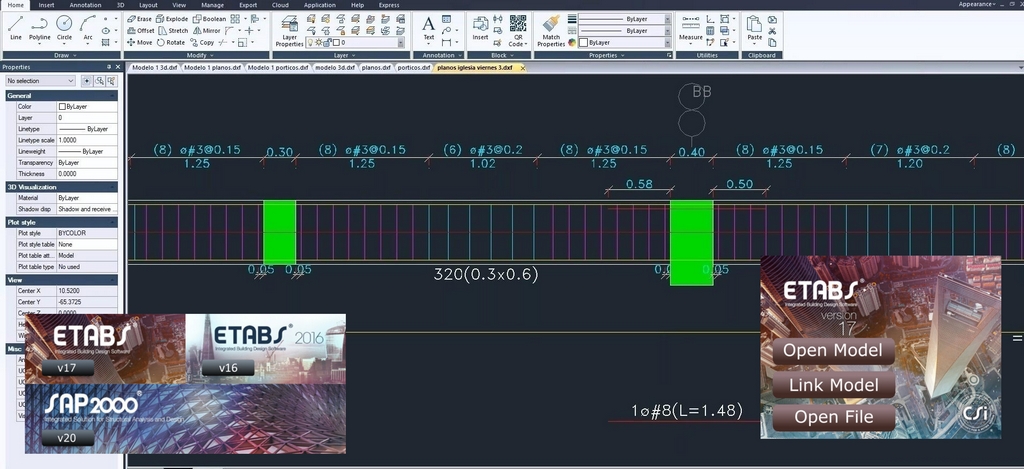 Home Insert Annotation 3D Layout View Manage Export Cloud Application Help Express Appearance
Line Polyline Circle Arc
Erase Explode Boolean
Offset Stretch
Move Rotate Copy
Layer Properties
0
Text
Insert
QR Code...
Match Properties
ByLayer
ByLayer
ByLayer
Measure
Paste
Draw Modify Layer Annotation Block Properties Utilities Clipboard
Properties
Modelo 1 3d.dxf Modelo 1 planos.dxf Modelo 1 porticos.dxf modelo 3d.dxf planos.dxf porticos.dxf planos iglesia viernes 3.dxf
No selection
General
Color ByLayer
Layer 0
Linetype ByLayer
Linetype scale 1.0000
Lineweight ByLayer
Transparency ByLayer
Thickness 0.0000
3D Visualization
Material ByLayer
Shadow disp Shadow and receive
Plot style
Plot style BYCOLOR
Plot style table None
Plot table att... Model
Plot table type No used
View
Center X 10.5200
Center Y -65.3725
Misc
BB
(8) ø#3@0.15 0.30 (8) ø#3@0.15 (6) ø#3@0.2 (8) ø#3@0.15 0.40 (8) ø#3@0.15 (7) ø#3@0.2 (8)
1.25 1.25 1.02 1.25 1.25 1.20
0.58 0.50
0.05 0.05 0.05
320(0.3x0.6)
1ø#8(L=1.48)
=
ETABS®
Integrated Building Design Software
v17
ETABS® 2016
Integrated Building Design Software
v16
SAP2000®
Integrated Solution for Structural Analysis and Design
v20
ETABS®
Integrated Building Design Software
version
17
Open Model
Link Model
Open File
CSi